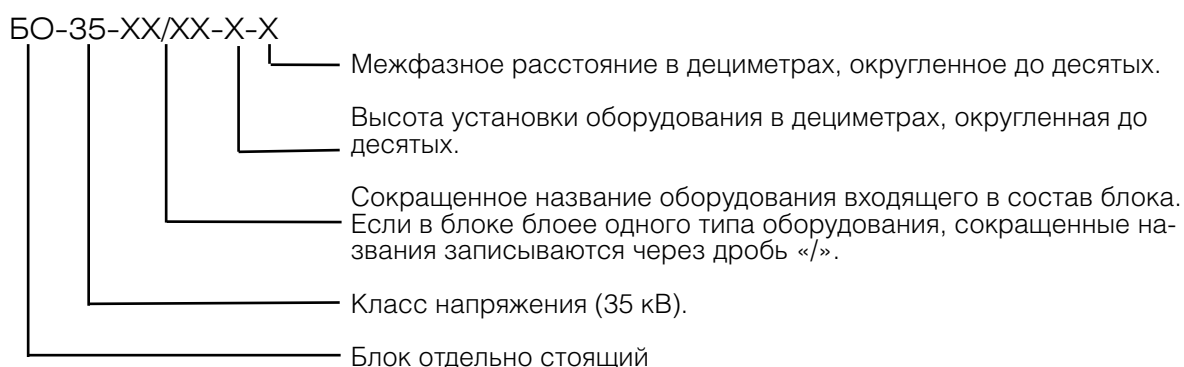 БО-35-ХХ/ХХ-Х-Х
Межфазное расстояние в дециметрах, округленное до десятых.
Высота установки оборудования в дециметрах, округленная до
десятых.
Сокращенное название оборудования входящего в состав блока.
Если в блоке блоее одного типа оборудования, сокращенные на-
звания записываются через дробь «/».
Класс напряжения (35 кВ).
Блок отдельно стоящий